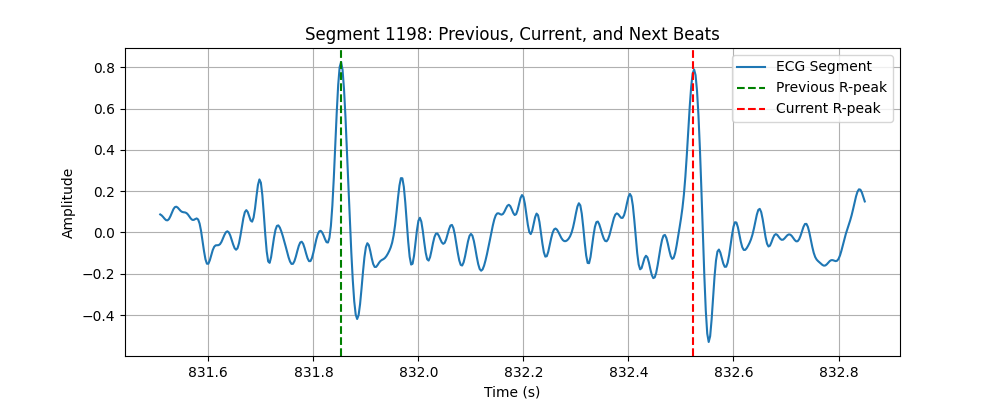 Segment 1198: Previous, Current, and Next Beats
ECG Segment
Previous R-peak
Current R-peak
Amplitude
0.8
0.6
0.4
0.2
0.0
−0.2
−0.4
831.6 831.8 832.0 832.2 832.4 832.6 832.8
Time (s)